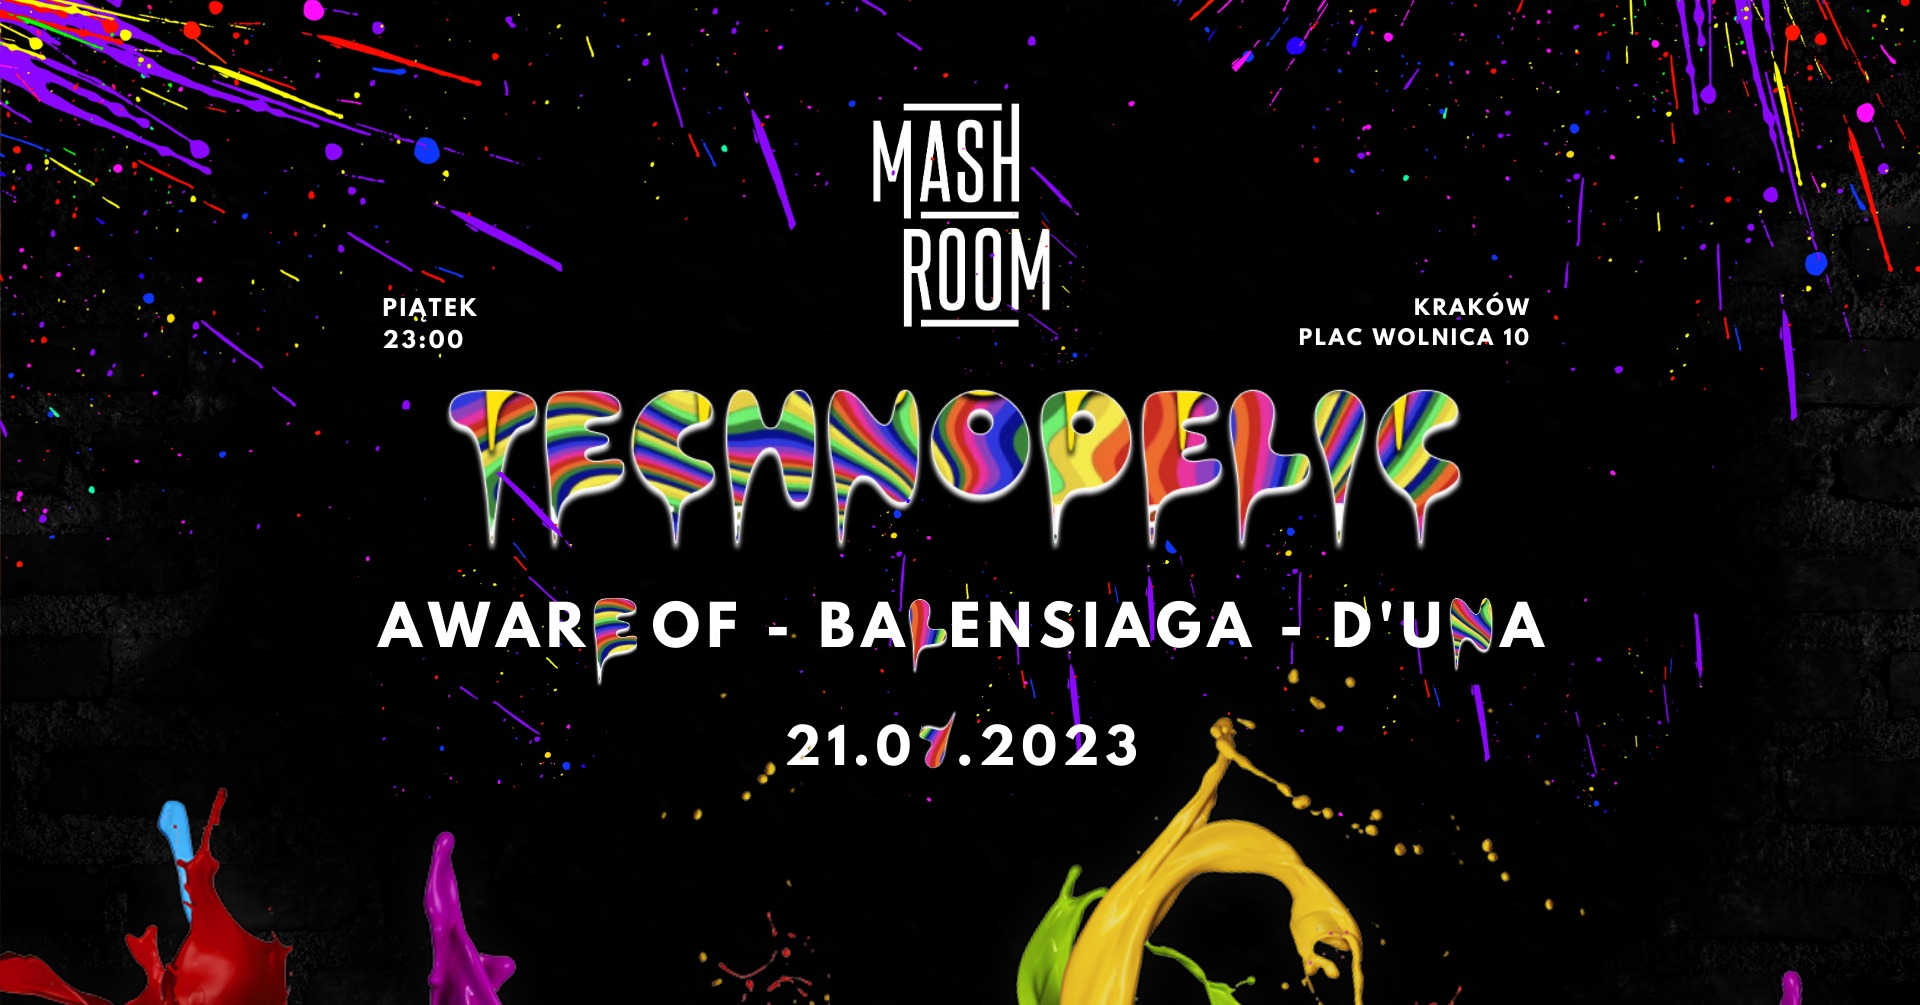 MASH
ROOM
PIĄTEK
23:00
KRAKÓW
PLAC WOLNICA 10
TECHNODELIC
AWARE OF - BALENSIAGA - D'UNA
21.07.2023